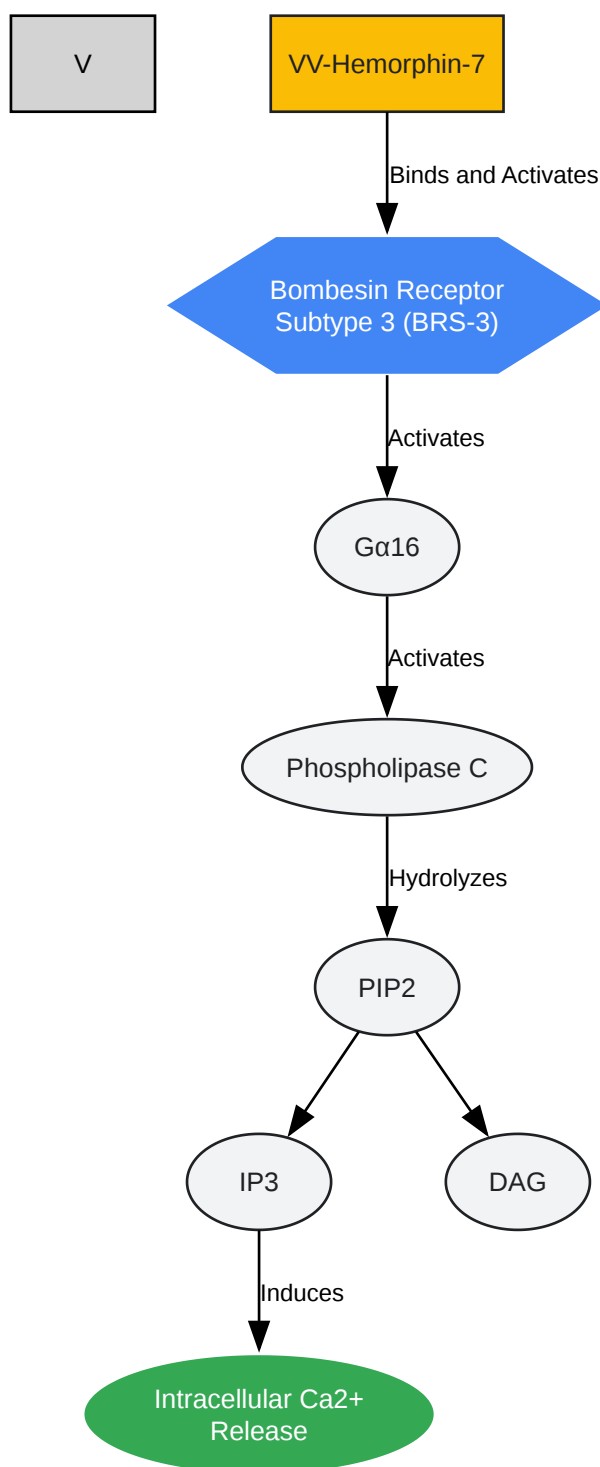 V
VV-Hemorphin-7
Binds and Activates
Bombesin Receptor
Subtype 3 (BRS-3)
Activates
Gα16
Activates
Phospholipase C
Hydrolyzes
PIP2
IP3
DAG
Induces
Intracellular Ca2+
Release